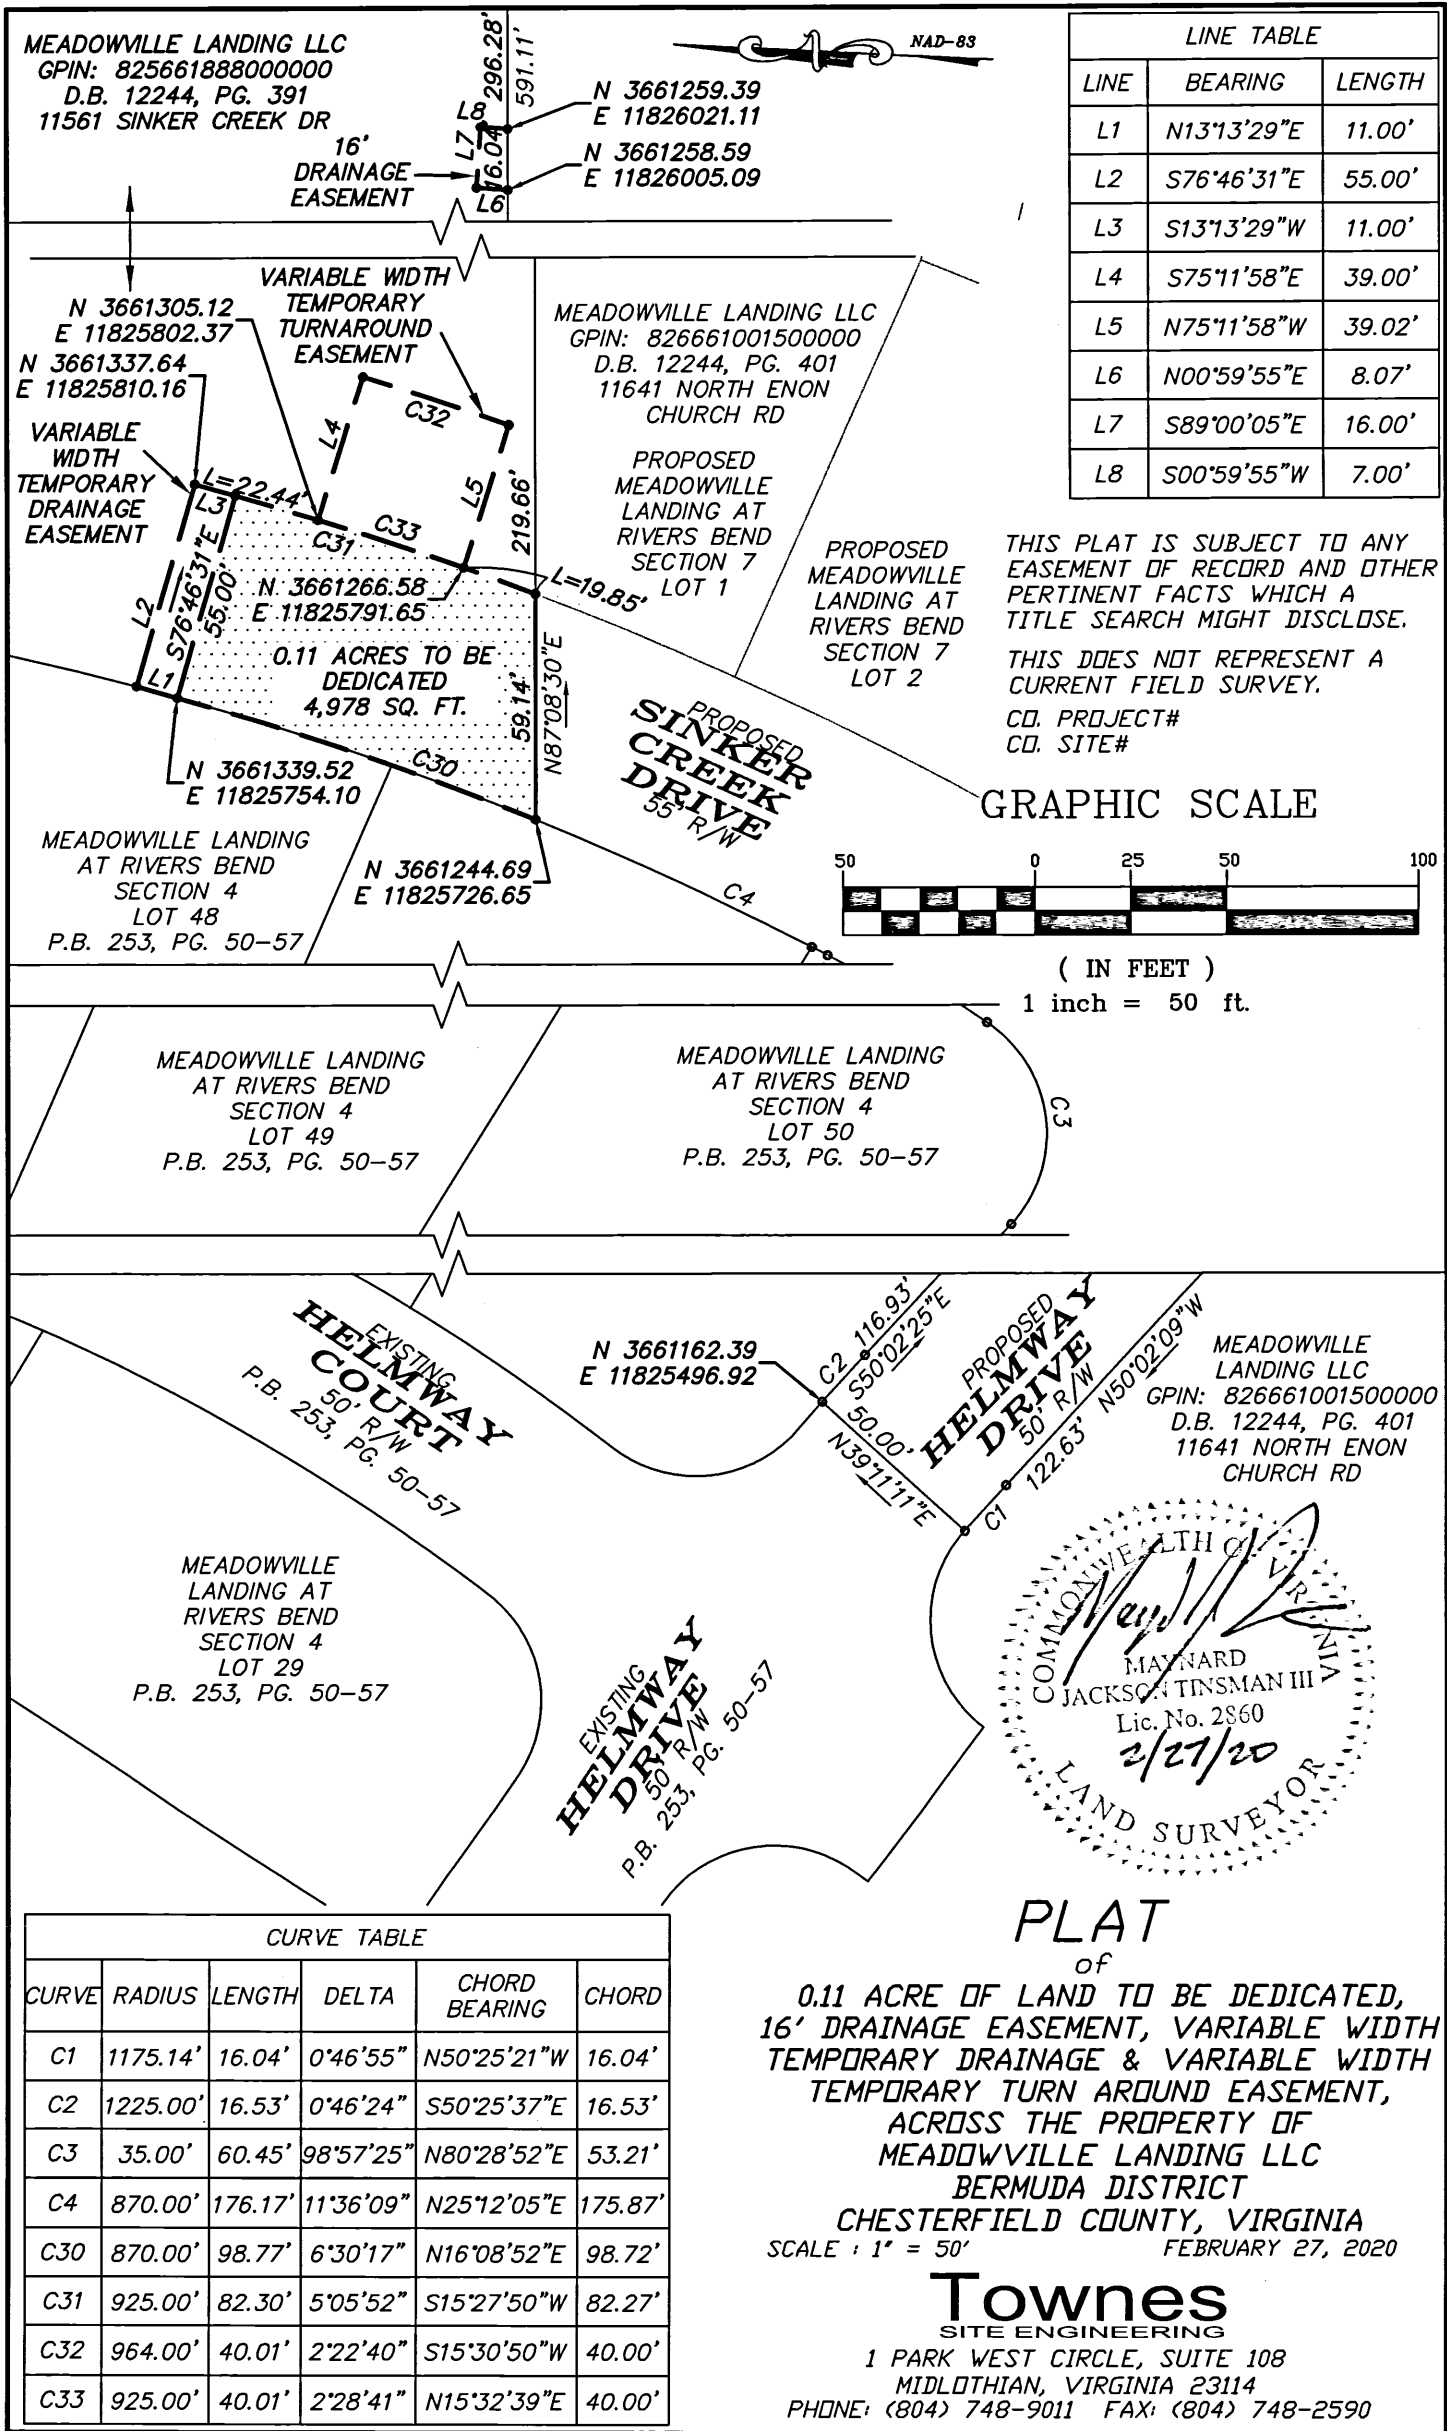 MEADOWVILLE LANDING LLC
GPIN: 825661888000000
D.B. 12244, PG. 391
11561 SINKER CREEK DR
16'
DRAINAGE
EASEMENT
296.28'
591.11'
L8
L7
16.04'
L6
N 3661259.39
E 11826021.11
N 3661258.59
E 11826005.09
NAD-83
LINE TABLE
LINE BEARING LENGTH
L1 N13°13'29"E 11.00'
L2 S76°46'31"E 55.00'
L3 S13°13'29"W 11.00'
L4 S75°11'58"E 39.00'
L5 N75°11'58"W 39.02'
L6 N00°59'55"E 8.07'
L7 S89°00'05"E 16.00'
L8 S00°59'55"W 7.00'
VARIABLE WIDTH
TEMPORARY
TURNAROUND
EASEMENT
N 3661305.12
E 11825802.37
N 3661337.64
E 11825810.16
VARIABLE
WIDTH
TEMPORARY
DRAINAGE
EASEMENT
L4
C32
L5
219.66'
L=22.44'
L3
C33
C31
L=19.85'
N 3661266.58
E 11825791.65
L2
S76°46'31"E
55.00'
L1
0.11 ACRES TO BE
DEDICATED
4,978 SQ. FT.
59.14'
N87°08'30"E
C30
N 3661339.52
E 11825754.10
N 3661244.69
E 11825726.65
MEADOWVILLE LANDING LLC
GPIN: 826661001500000
D.B. 12244, PG. 401
11641 NORTH ENON
CHURCH RD
PROPOSED
MEADOWVILLE
LANDING AT
RIVERS BEND
SECTION 7
LOT 1
PROPOSED
MEADOWVILLE
LANDING AT
RIVERS BEND
SECTION 7
LOT 2
PROPOSED
SINKER
CREEK
DRIVE
55' R/W
C4
THIS PLAT IS SUBJECT TO ANY
EASEMENT OF RECORD AND OTHER
PERTINENT FACTS WHICH A
TITLE SEARCH MIGHT DISCLOSE.
THIS DOES NOT REPRESENT A
CURRENT FIELD SURVEY.
CO. PROJECT#
CO. SITE#
GRAPHIC SCALE
50 0 25 50 100
( IN FEET )
1 inch = 50 ft.
MEADOWVILLE LANDING
AT RIVERS BEND
SECTION 4
LOT 48
P.B. 253, PG. 50-57
MEADOWVILLE LANDING
AT RIVERS BEND
SECTION 4
LOT 49
P.B. 253, PG. 50-57
MEADOWVILLE LANDING
AT RIVERS BEND
SECTION 4
LOT 50
P.B. 253, PG. 50-57
C3
EXISTING
HELMWAY
COURT
50' R/W
P.B. 253, PG. 50-57
N 3661162.39
E 11825496.92
C2
116.93'
S50°02'25"E
50.00'
N39°11'11"E
PROPOSED
HELMWAY
DRIVE
50' R/W
C1
122.63'
N50°02'09"W
MEADOWVILLE
LANDING LLC
GPIN: 826661001500000
D.B. 12244, PG. 401
11641 NORTH ENON
CHURCH RD
MEADOWVILLE
LANDING AT
RIVERS BEND
SECTION 4
LOT 29
P.B. 253, PG. 50-57
EXISTING
HELMWAY
DRIVE
50' R/W
P.B. 253, PG. 50-57
COMMONWEALTH OF VIRGINIA
MAYNARD
JACKSON TINSMAN III
Lic. No. 2860
2/27/20
LAND SURVEYOR
CURVE TABLE
CURVE RADIUS LENGTH DELTA CHORD BEARING CHORD
C1 1175.14' 16.04' 0°46'55" N50°25'21"W 16.04'
C2 1225.00' 16.53' 0°46'24" S50°25'37"E 16.53'
C3 35.00' 60.45' 98°57'25" N80°28'52"E 53.21'
C4 870.00' 176.17' 11°36'09" N25°12'05"E 175.87'
C30 870.00' 98.77' 6°30'17" N16°08'52"E 98.72'
C31 925.00' 82.30' 5°05'52" S15°27'50"W 82.27'
C32 964.00' 40.01' 2°22'40" S15°30'50"W 40.00'
C33 925.00' 40.01' 2°28'41" N15°32'39"E 40.00'
PLAT
of
0.11 ACRE OF LAND TO BE DEDICATED,
16' DRAINAGE EASEMENT, VARIABLE WIDTH
TEMPORARY DRAINAGE & VARIABLE WIDTH
TEMPORARY TURN AROUND EASEMENT,
ACROSS THE PROPERTY OF
MEADOWVILLE LANDING LLC
BERMUDA DISTRICT
CHESTERFIELD COUNTY, VIRGINIA
SCALE : 1" = 50' FEBRUARY 27, 2020
Townes
SITE ENGINEERING
1 PARK WEST CIRCLE, SUITE 108
MIDLOTHIAN, VIRGINIA 23114
PHONE: (804) 748-9011 FAX: (804) 748-2590